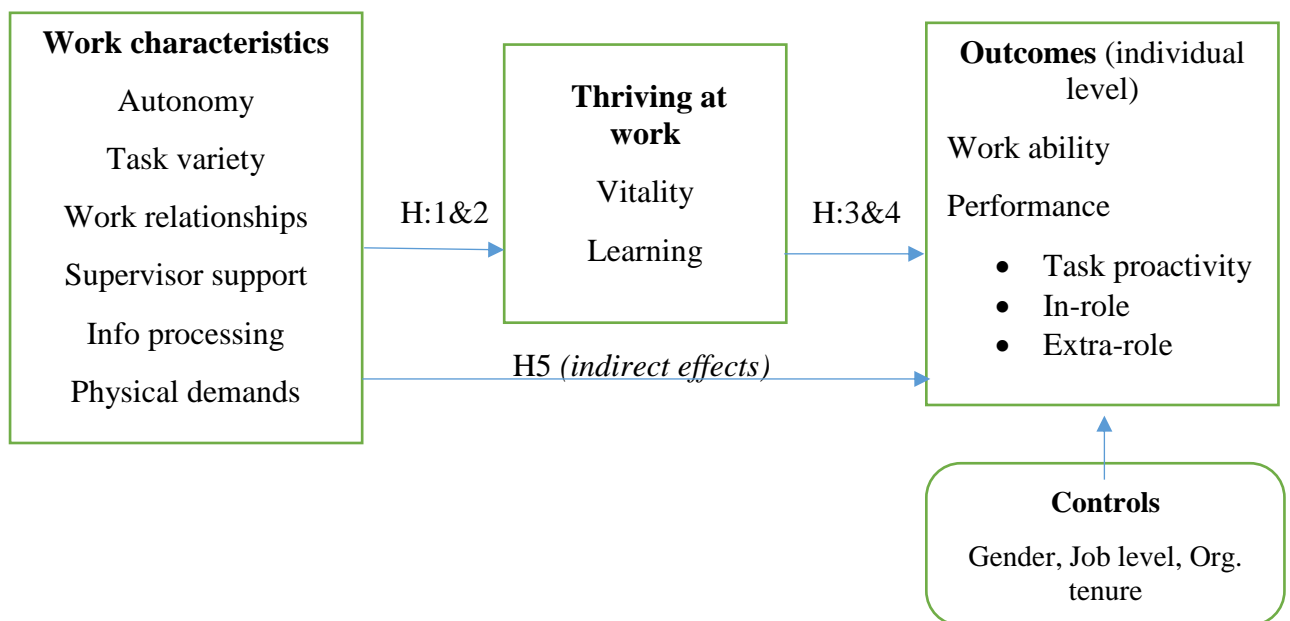 Work characteristics
Autonomy
Task variety
Work relationships
Supervisor support
Info processing
Physical demands
H:1&2
Thriving at
work
Vitality
Learning
H:3&4
H5 (indirect effects)
Outcomes (individual
level)
Work ability
Performance
• Task proactivity
• In-role
• Extra-role
Controls
Gender, Job level, Org.
tenure